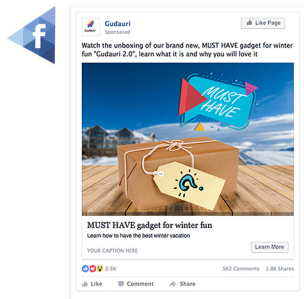 Gudauri
Like Page
Sponsored
Gudauri
Watch the unboxing of our brand new, MUST HAVE gadget for winter
fun "Gudauri 2.0", learn what it is and why you will love it
MUST
HAVE
MUST HAVE gadget for winter fun
Learn how to have the best winter vacation
YOUR CAPTION HERE
Learn More
2.5K
562 Comments 1.8K Shares
Like Comment Share